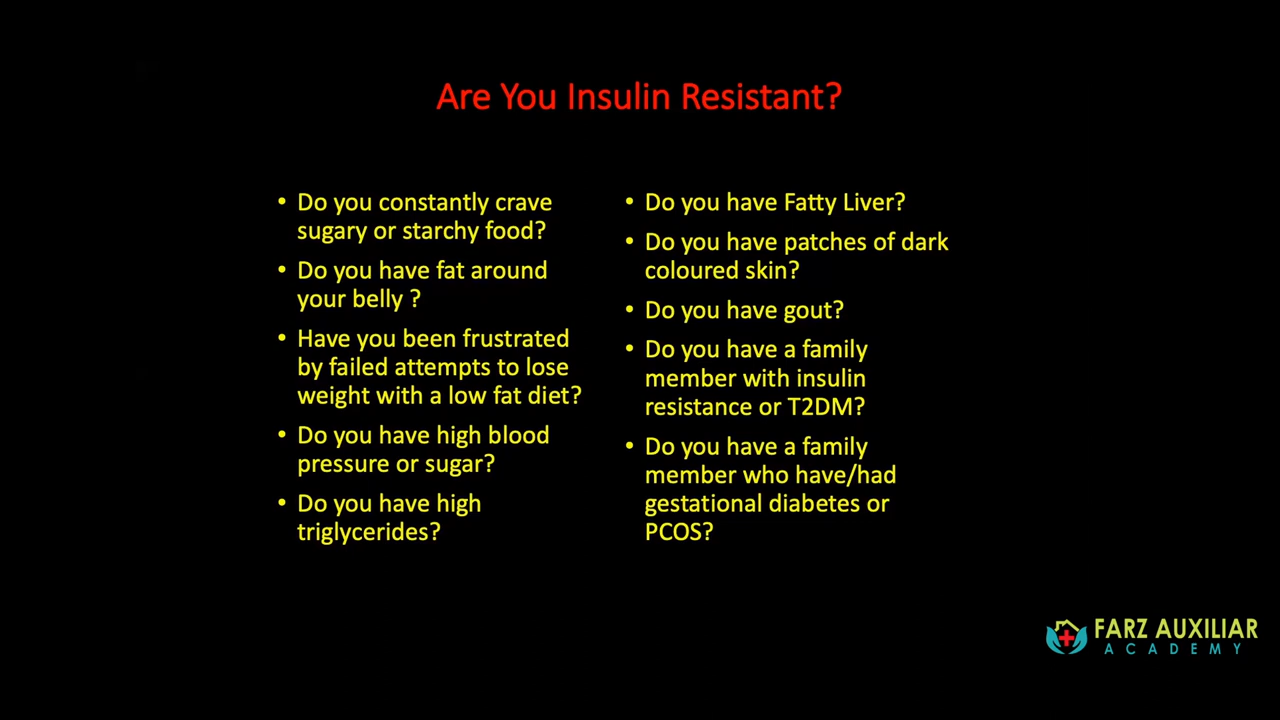 Are You Insulin Resistant?
• Do you constantly crave
sugary or starchy food?
• Do you have fat around
your belly ?
• Have you been frustrated
by failed attempts to lose
weight with a low fat diet?
• Do you have high blood
pressure or sugar?
• Do you have high
triglycerides?
• Do you have Fatty Liver?
• Do you have patches of dark
coloured skin?
• Do you have gout?
• Do you have a family
member with insulin
resistance or T2DM?
• Do you have a family
member who have/had
gestational diabetes or
PCOS?
FARZ AUXILIAR
ACADEMY